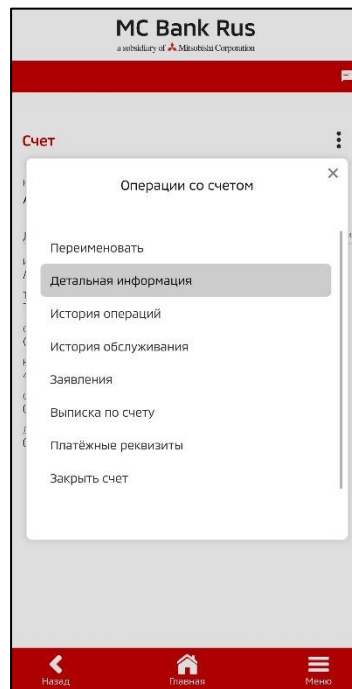 MC Bank Rus
a subsidiary of Mitsubishi Corporation
Счет
Операции со счетом
Переименовать
Детальная информация
История операций
История обслуживания
Заявления
Выписка по счету
Платёжные реквизиты
Закрыть счет
Назад
Главная
Меню